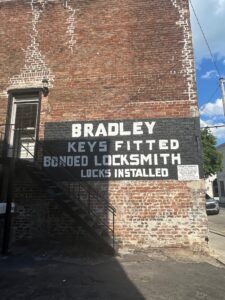 BRADLEY
KEYS FITTED
BONDED LOCKSMITH
LOCKS INSTALLED